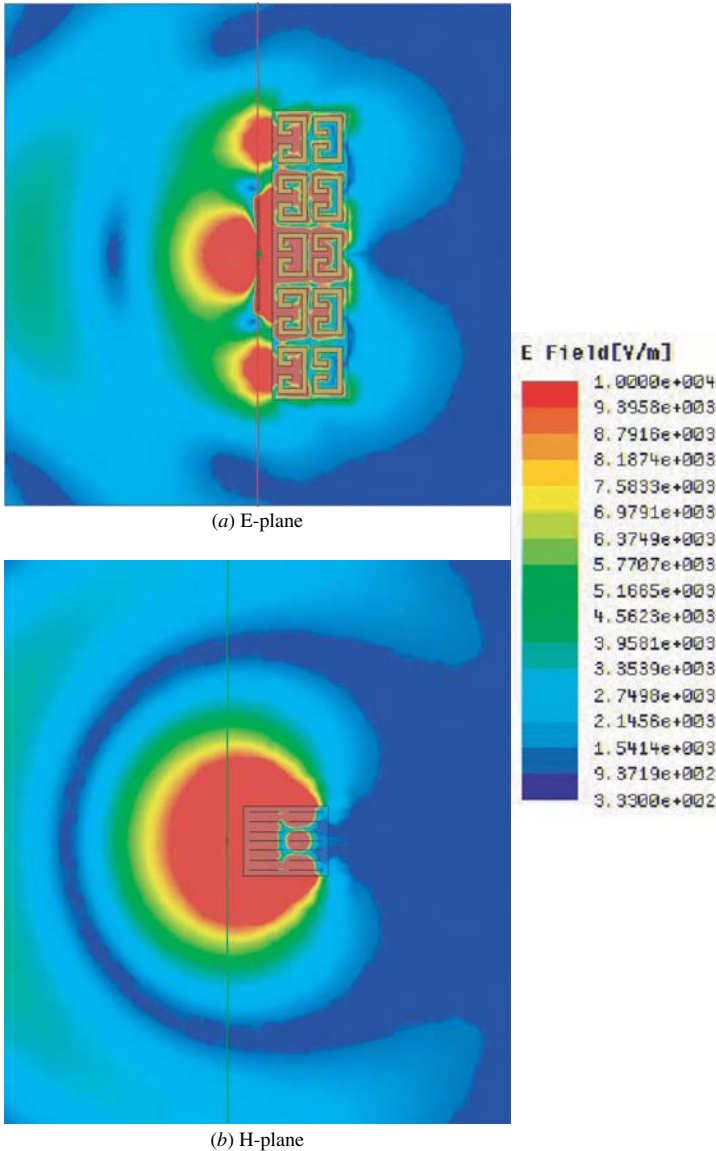 (a) E-plane
E Field[V/m]
1.0000e+004
9.3958e+003
8.7916e+003
8.1874e+003
7.5833e+003
6.9791e+003
6.3749e+003
5.7707e+003
5.1665e+003
4.5623e+003
3.9581e+003
3.3539e+003
2.7498e+003
2.1456e+003
1.5414e+003
9.3719e+002
3.3300e+002
(b) H-plane